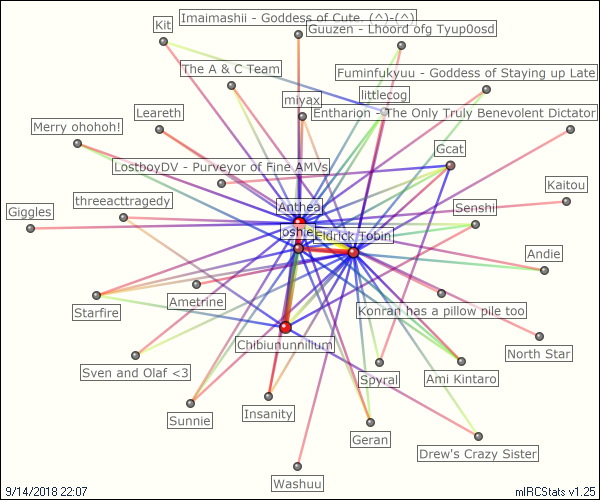 Imaimashii - Goddess of Cute. (^)-(^)
Kit
Guuzen - Lhoord ofg Tyup0osd
The A & C Team
Fuminfukyuu - Goddess of Staying up Late
littlecog
miyax
Leareth
Entharion - The Only Truly Benevolent Dictator
Merry ohohoh!
Gcat
LostboyDV - Purveyor of Fine AMVs
Kaitou
threeacttragedy
Antheal
Giggles
Senshi
oshie
Eldrick Tobin
Andie
Ametrine
Starfire
Konran has a pillow pile too
Chibiununnillum
North Star
Sven and Olaf <3
Spyral
Ami Kintaro
Sunnie
Insanity
Geran
Drew's Crazy Sister
Washuu
9/14/2018 22:07
mIRCStats v1.25